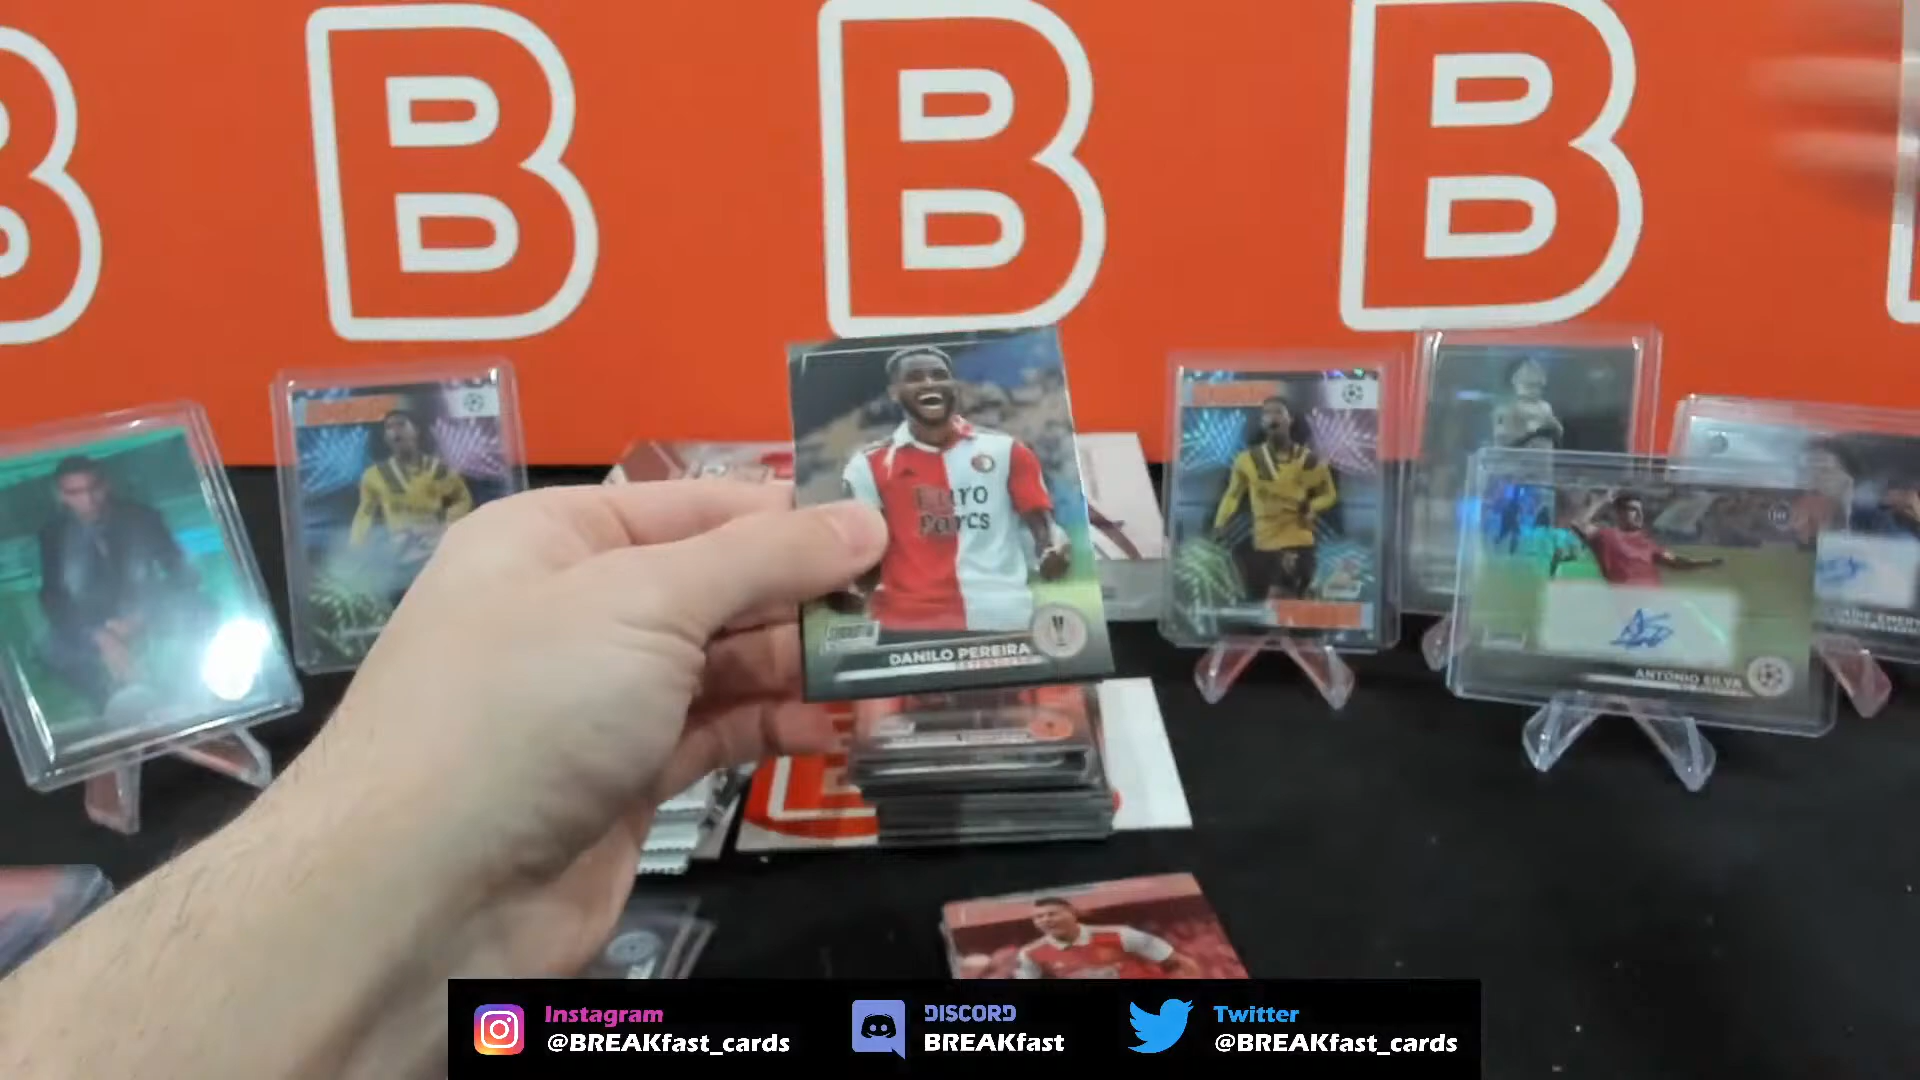 B B B B
Euro
Parcs
DANILO PEREIRA
ANTÓNIO SILVA
Instagram
@BREAKfast_cards
DISCORD
BREAKfast
Twitter
@BREAKfast_cards